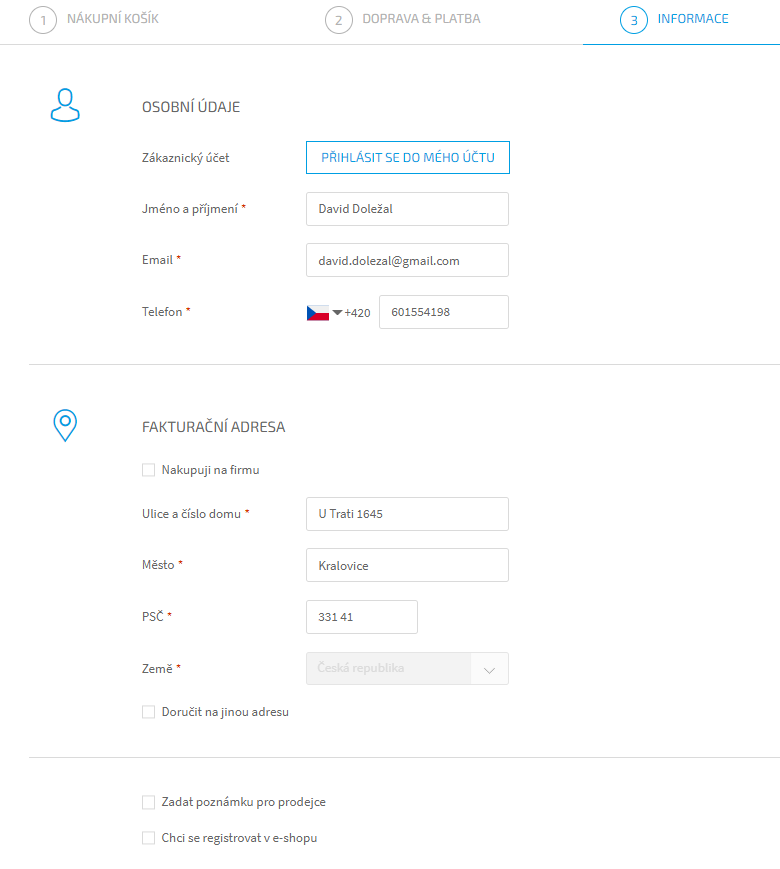 1 NÁKUPNÍ KOŠÍK 2 DOPRAVA & PLATBA 3 INFORMACE
OSOBNÍ ÚDAJE
Zákaznický účet PŘIHLÁSIT SE DO MÉHO ÚČTU
Jméno a příjmení * David Doležal
Email * david.dolezal@gmail.com
Telefon * +420 601554198
FAKTURAČNÍ ADRESA
Nakupuji na firmu
Ulice a číslo domu * U Trati 1645
Město * Kralovice
PSČ * 331 41
Země * Česká republika
Doručit na jinou adresu
Zadat poznámku pro prodejce
Chci se registrovat v e-shopu